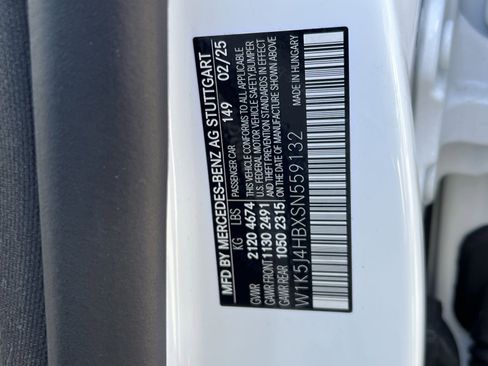 MFD BY MERCEDES-BENZ AG STUTTGART
PASSENGER CAR 149 02/25
KG LBS
GVWR 2120 4674
GAWR FRONT 1130 2491
GAWR REAR 1050 2315
THIS VEHICLE CONFORMS TO ALL APPLICABLE
U.S. FEDERAL MOTOR VEHICLE SAFETY, BUMPER
AND THEFT PREVENTION STANDARDS IN EFFECT
ON THE DATE OF MANUFACTURE SHOWN ABOVE
MADE IN HUNGARY
W1K5J4HBXSN559132